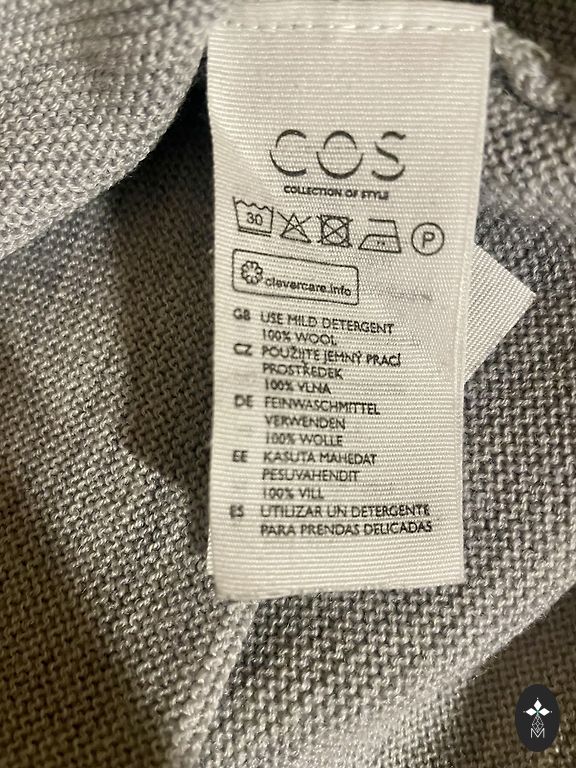 COS
COLLECTION OF STYLE
30
P
clevercare.info
GB USE MILD DETERGENT
100% WOOL
CZ POUŽIJTE JEMNÝ PRACÍ
PROSTŘEDEK
100% VLNA
DE FEINWASCHMITTEL
VERWENDEN
100% WOLLE
EE KASUTA MAHEDAT
PESUVAHENDIT
100% VILL
ES UTILIZAR UN DETERGENTE
PARA PRENDAS DELICADAS
M